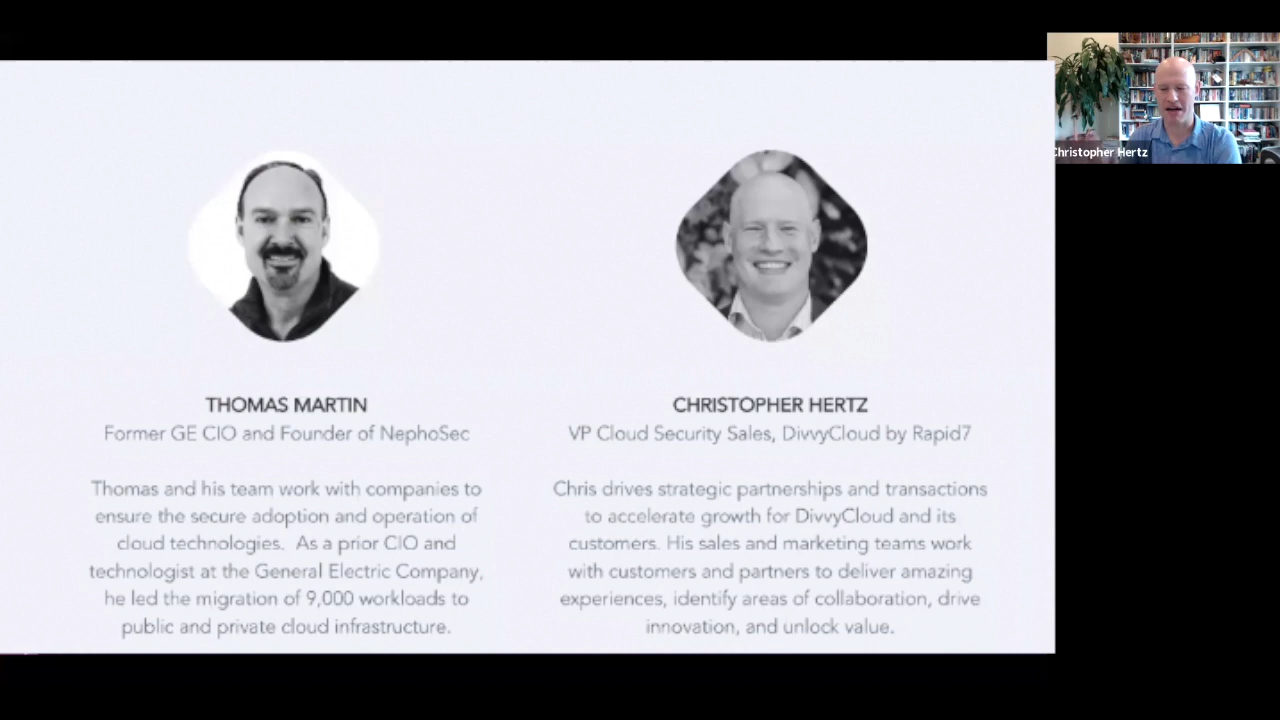 THOMAS MARTIN
Former GE CIO and Founder of NephoSec
Thomas and his team work with companies to
ensure the secure adoption and operation of
cloud technologies. As a prior CIO and
technologist at the General Electric Company,
he led the migration of 9,000 workloads to
public and private cloud infrastructure.
CHRISTOPHER HERTZ
VP Cloud Security Sales, DivvyCloud by Rapid7
Chris drives strategic partnerships and transactions
to accelerate growth for DivvyCloud and its
customers. His sales and marketing teams work
with customers and partners to deliver amazing
experiences, identify areas of collaboration, drive
innovation, and unlock value.
Christopher Hertz